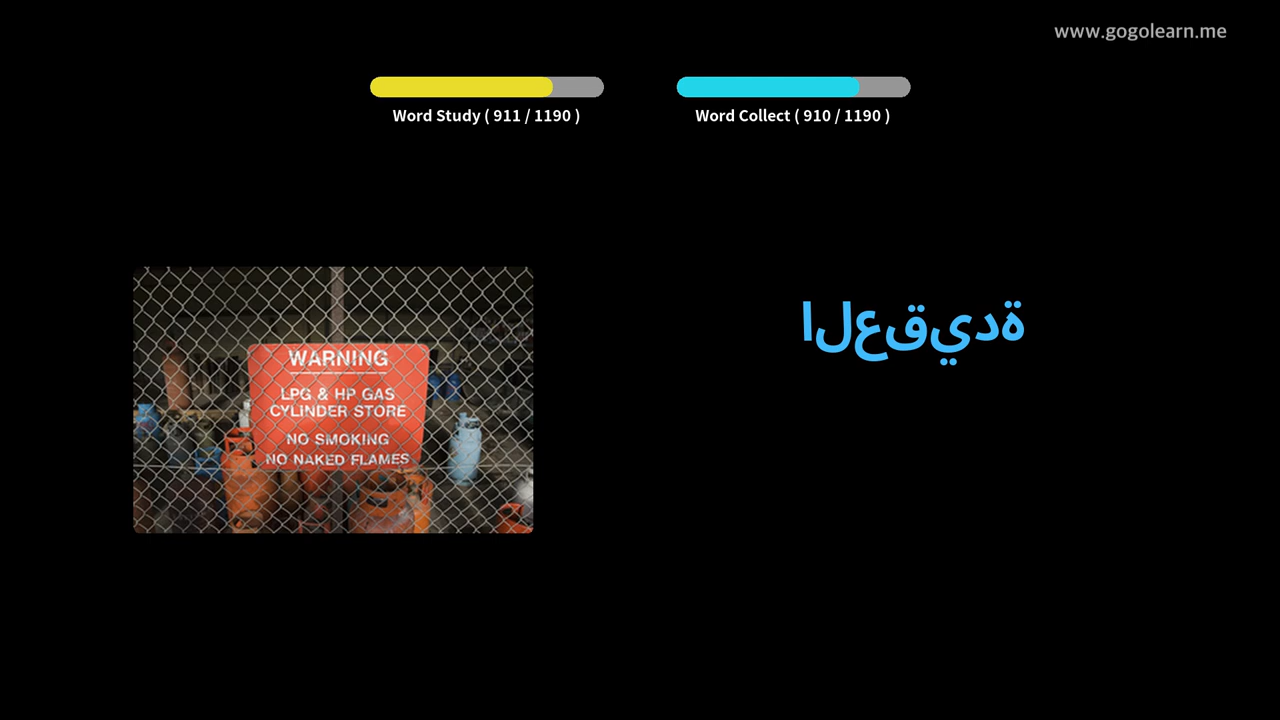 www.gogolearn.me
Word Study ( 911 / 1190 )
Word Collect ( 910 / 1190 )
العقيدة
WARNING
LPG & HP GAS
CYLINDER STORE
NO SMOKING
NO NAKED FLAMES